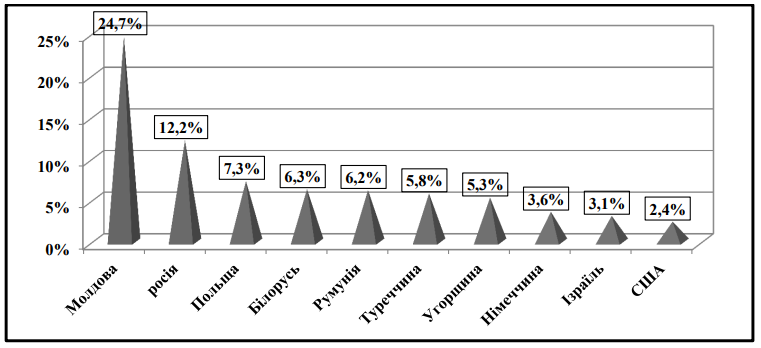 24,7%
25%
20%
15%
10%
5%
0%
12,2%
7,3%
6,3%
6,2%
5,8%
5,3%
3,6%
3,1%
2,4%
Молдова
росія
Польща
Білорусь
Румунія
Туреччина
Угорщина
Німеччина
Ізраїль
США